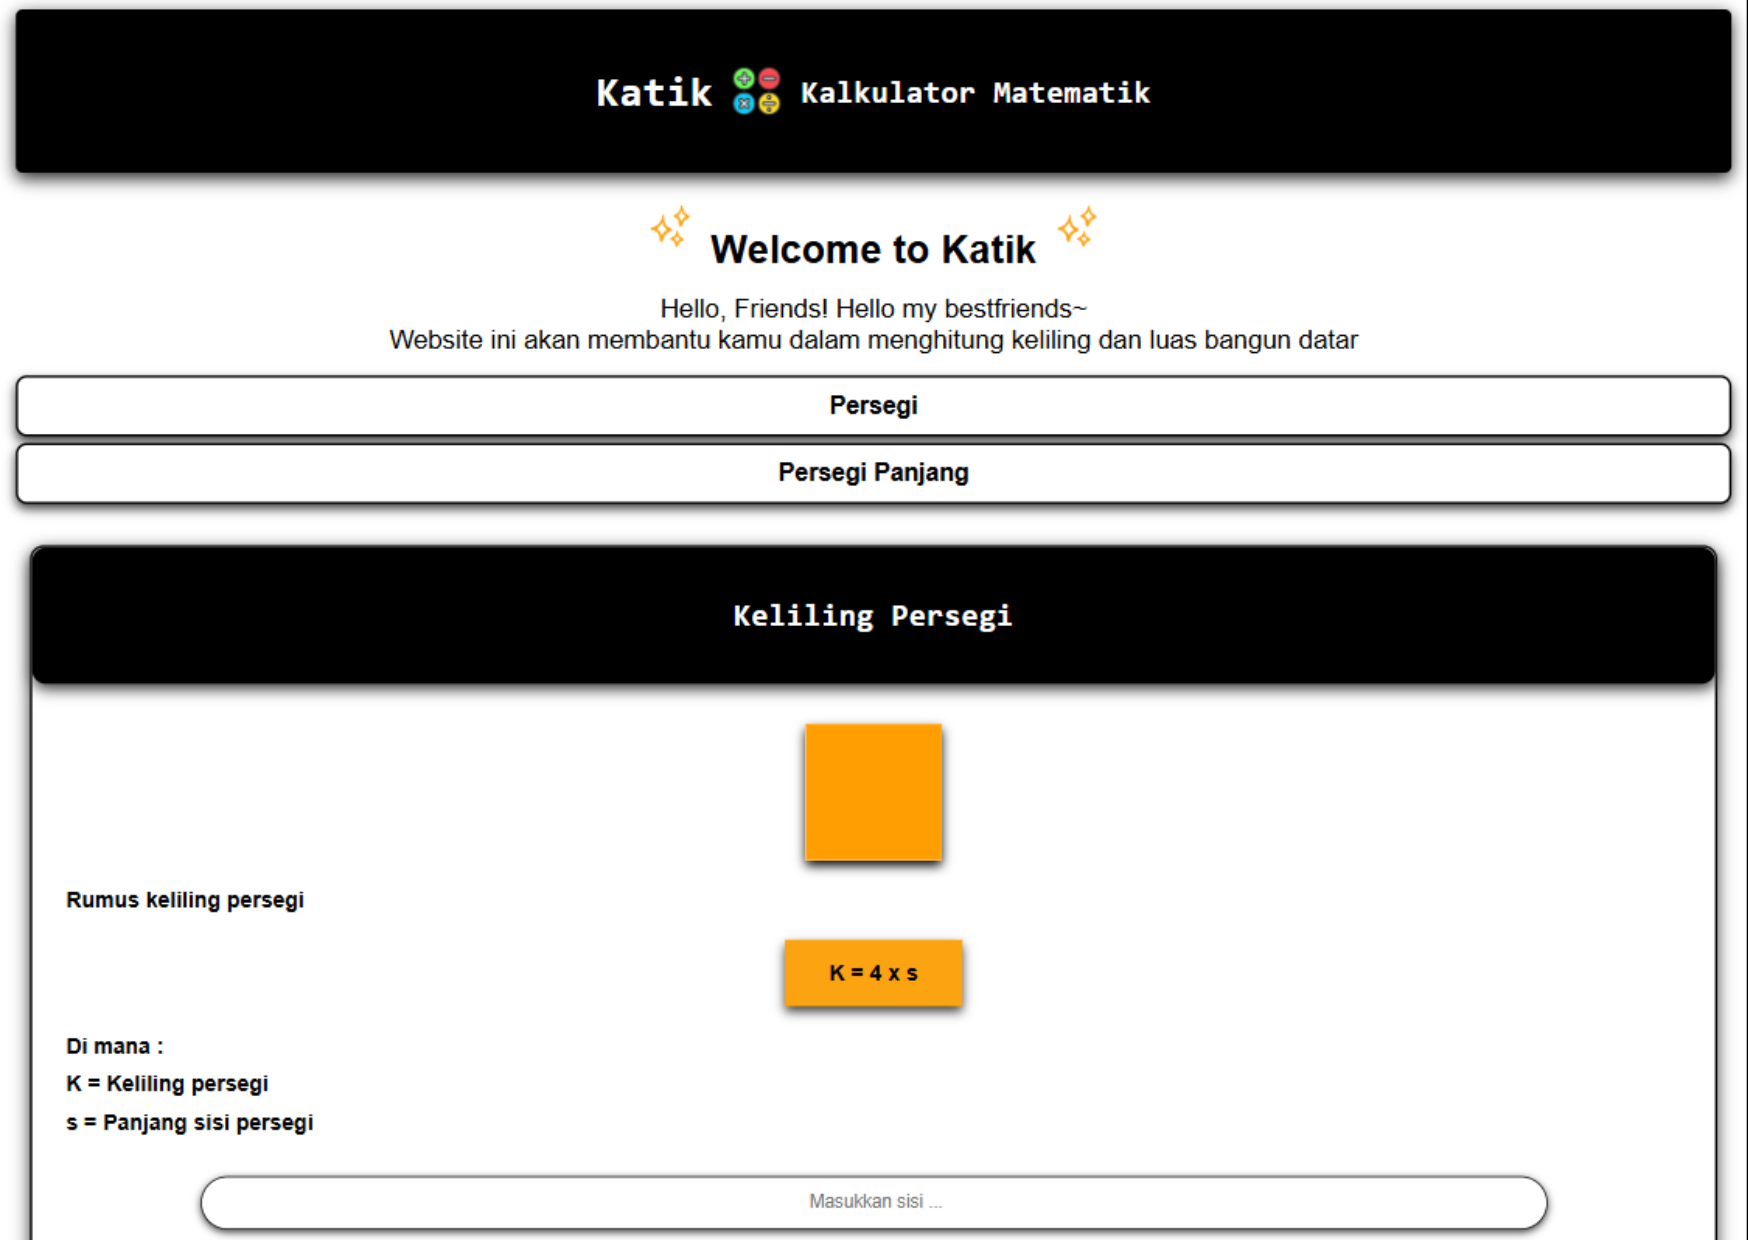 Katik Kalkulator Matematik
Welcome to Katik
Hello, Friends! Hello my bestfriends~
Website ini akan membantu kamu dalam menghitung keliling dan luas bangun datar
Persegi
Persegi Panjang
Keliling Persegi
Rumus keliling persegi
K = 4 x s
Di mana :
K = Keliling persegi
s = Panjang sisi persegi
Masukkan sisi ...